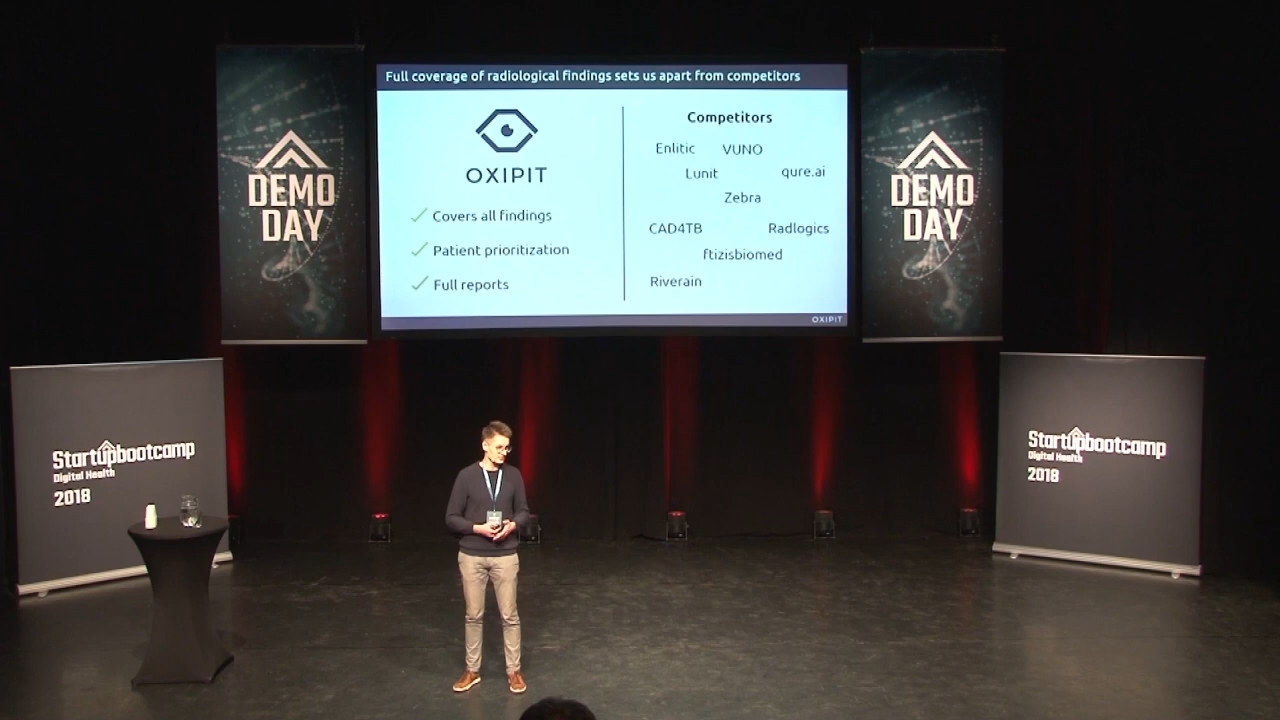 Full coverage of radiological findings sets us apart from competitors
OXIPIT
Covers all findings
Patient prioritization
Full reports
Competitors
Enlitic VUNO
Lunit qure.ai
Zebra
CAD4TB Radlogics
ftizisbiomed
Riverain
OXIPIT
DEMO
DAY
DEMO
DAY
Startupbootcamp
Digital Health
2018
Startupbootcamp
Digital Health
2018